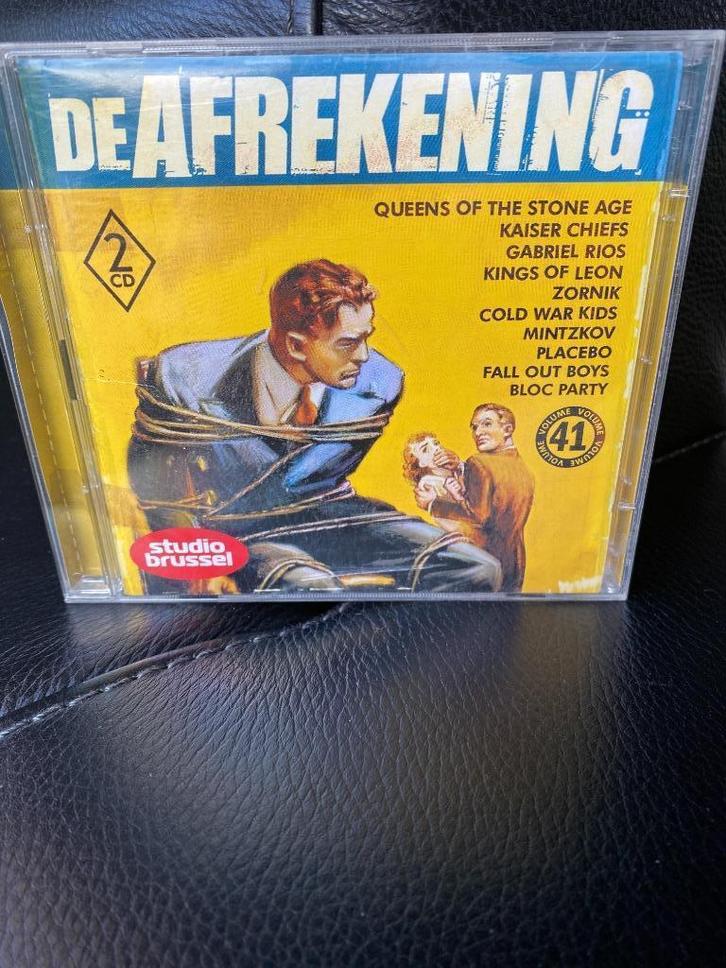 DE AFREKENING
2
CD
QUEENS OF THE STONE AGE
KAISER CHIEFS
GABRIEL RIOS
KINGS OF LEON
ZORNIK
COLD WAR KIDS
MINTZKOV
PLACEBO
FALL OUT BOYS
BLOC PARTY
VOLUME VOLUME VOLUME VOLUME
41
studio
brussel